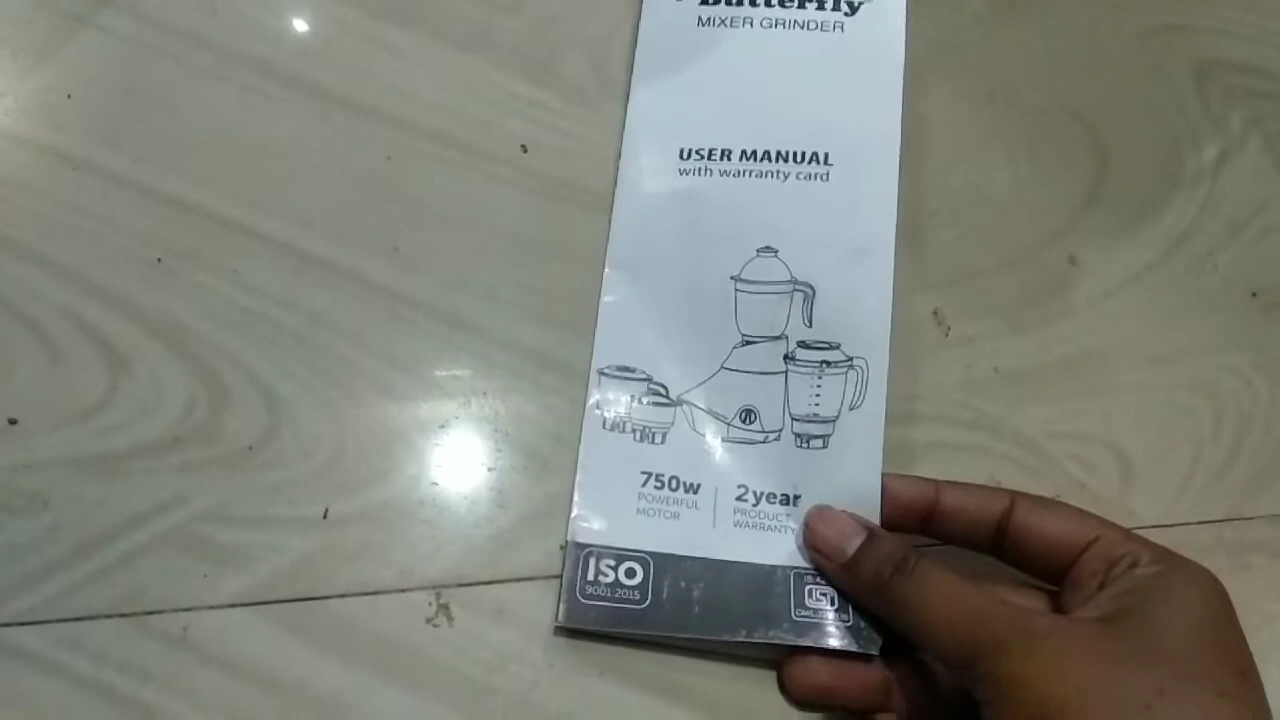 Butterfly
MIXER GRINDER
USER MANUAL
with warranty card
750w
POWERFUL
MOTOR
2year
PRODUCT
WARRANTY
ISO
9001:2015